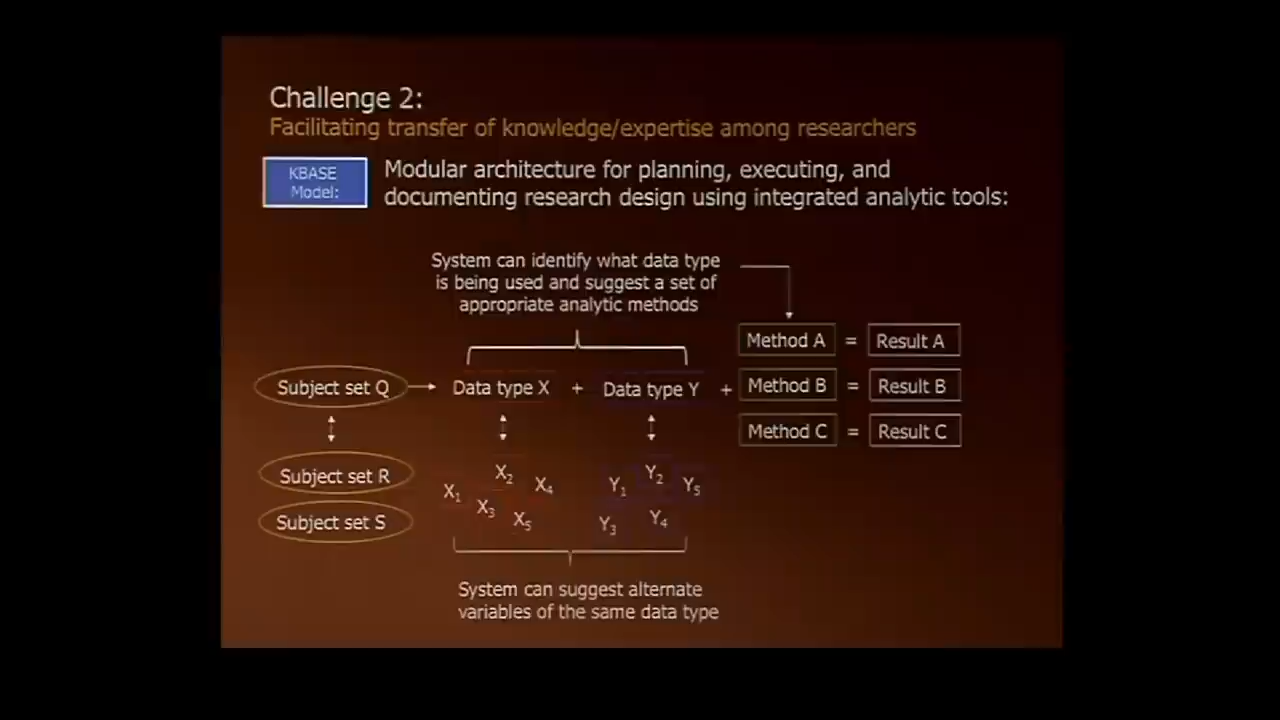 Challenge 2:
Facilitating transfer of knowledge/expertise among researchers
KBASE
Model:
Modular architecture for planning, executing, and
documenting research design using integrated analytic tools:
System can identify what data type
is being used and suggest a set of
appropriate analytic methods
Method A = Result A
Subject set Q Data type X + Data type Y + Method B = Result B
Method C = Result C
Subject set R
X₁ X₂ X₃ X₄ X₅
Y₁ Y₂ Y₅ Y₃ Y₄
Subject set S
System can suggest alternate
variables of the same data type